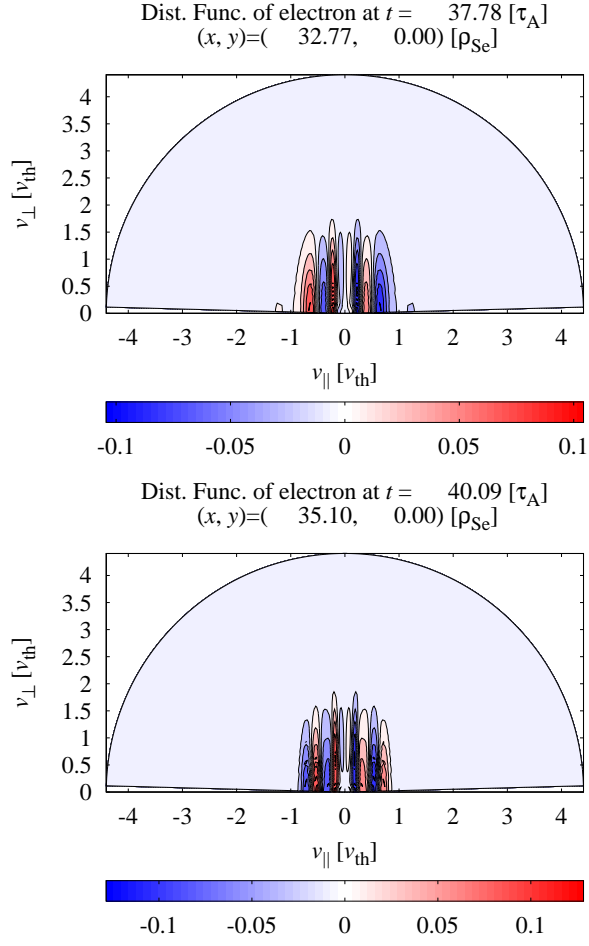 Dist. Func. of electron at t = 37.78 [τA]
(x, y)=( 32.77, 0.00) [ρSe]
4
3.5
3
2.5
2
1.5
1
0.5
0
v⊥ [vth]
-4 -3 -2 -1 0 1 2 3 4
v|| [vth]
-0.1 -0.05 0 0.05 0.1
Dist. Func. of electron at t = 40.09 [τA]
(x, y)=( 35.10, 0.00) [ρSe]
4
3.5
3
2.5
2
1.5
1
0.5
0
v⊥ [vth]
-4 -3 -2 -1 0 1 2 3 4
v|| [vth]
-0.1 -0.05 0 0.05 0.1